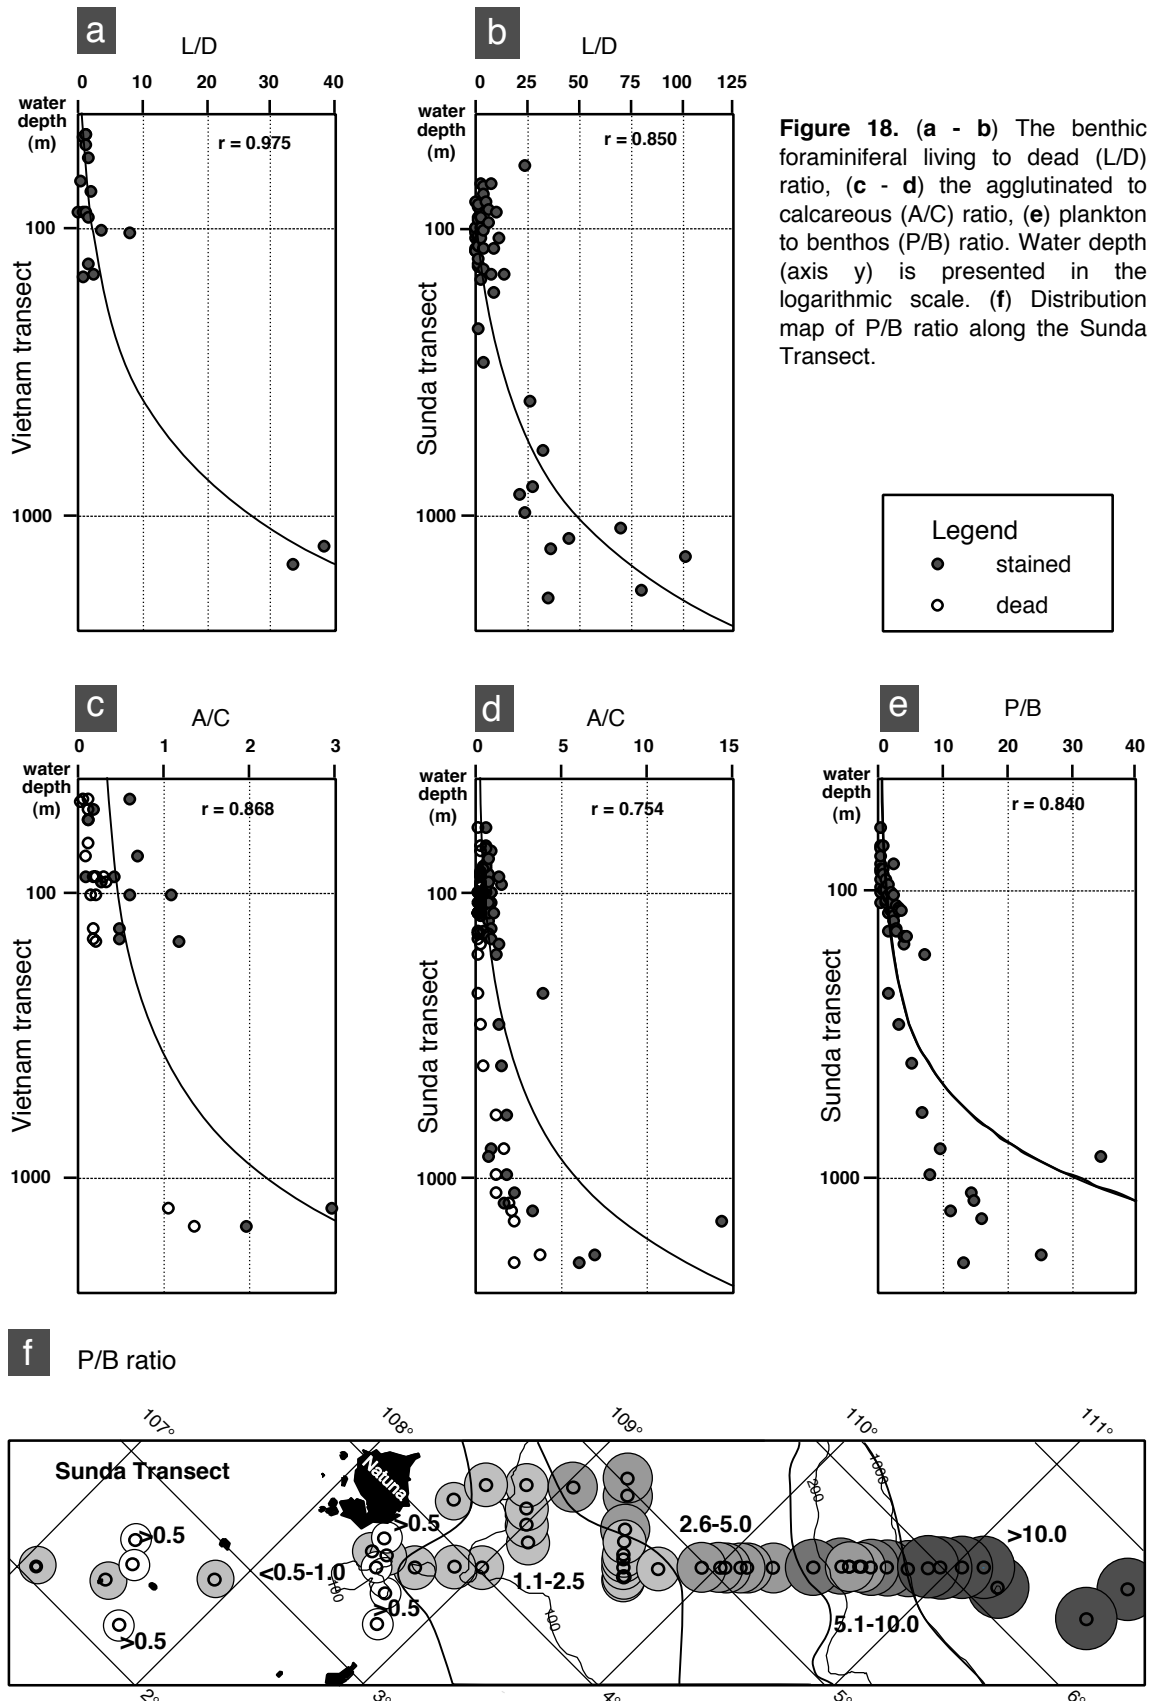 a
L/D
0 10 20 30 40
water
depth
(m)
r = 0.975
100
1000
Vietnam transect
b
L/D
0 25 50 75 100 125
water
depth
(m)
r = 0.850
100
1000
Sunda transect
Figure 18. (a - b) The benthic
foraminiferal living to dead (L/D)
ratio, (c - d) the agglutinated to
calcareous (A/C) ratio, (e) plankton
to benthos (P/B) ratio. Water depth
(axis y) is presented in the
logarithmic scale. (f) Distribution
map of P/B ratio along the Sunda
Transect.
Legend
stained
dead
c
A/C
0 1 2 3
water
depth
(m)
r = 0.868
100
1000
Vietnam transect
d
A/C
0 5 10 15
water
depth
(m)
r = 0.754
100
1000
Sunda transect
e
P/B
0 10 20 30 40
water
depth
(m)
r = 0.840
100
1000
Sunda transect
f
P/B ratio
107° 108° 109° 110° 111°
Sunda Transect
Natuna
200
1000
>0.5
>0.5
2.6-5.0
>10.0
<0.5-1.0
100
1.1-2.5
>0.5
100
5.1-10.0
>0.5
2° 3° 4° 5° 6°